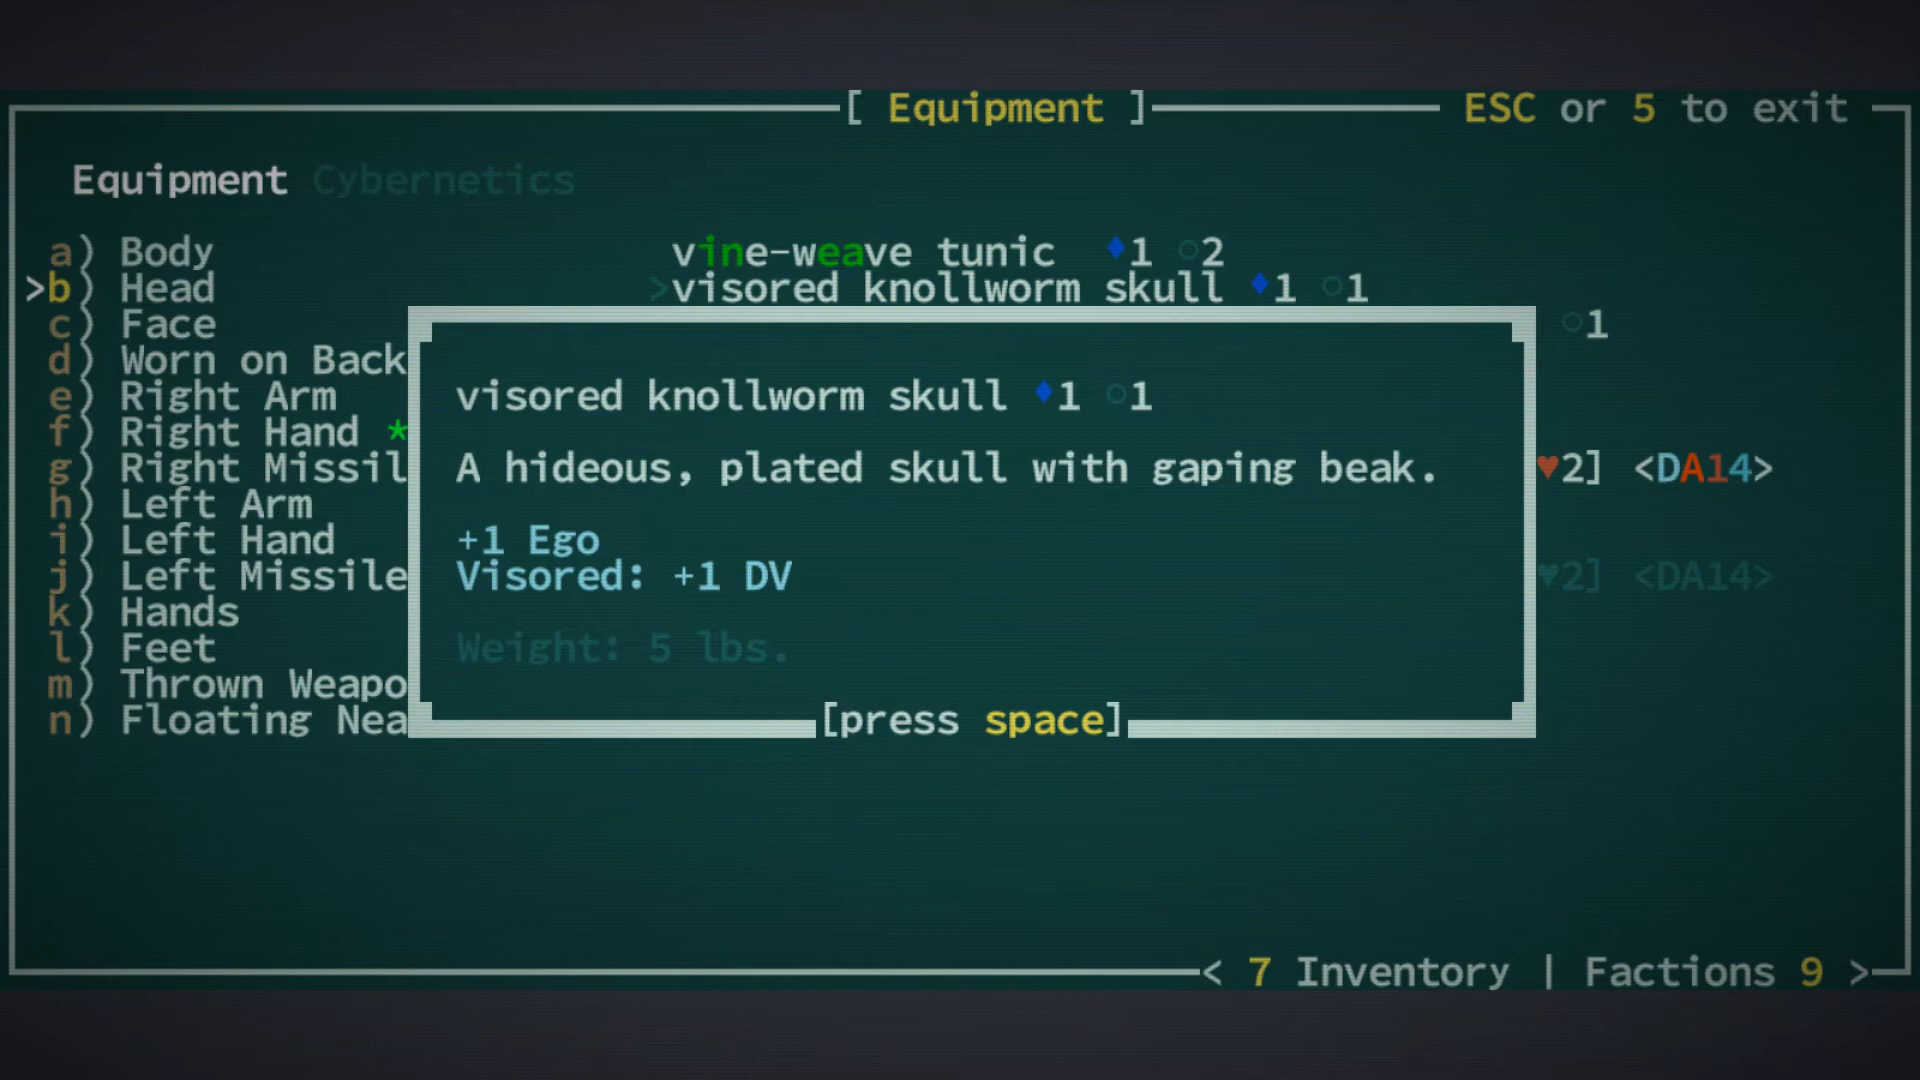 [ Equipment ] ESC or 5 to exit
Equipment Cybernetics
a) Body vine-weave tunic ♦1 ○2
>b) Head >visored knollworm skull ♦1 ○1
c) Face ○1
d) Worn on Back
e) Right Arm
f) Right Hand *
g) Right Missil ♥2] <DA14>
h) Left Arm
i) Left Hand
j) Left Missile ♥2] <DA14>
k) Hands
l) Feet
m) Thrown Weapo
n) Floating Nea
visored knollworm skull ♦1 ○1
A hideous, plated skull with gaping beak.
+1 Ego
Visored: +1 DV
Weight: 5 lbs.
[press space]
< 7 Inventory | Factions 9 >